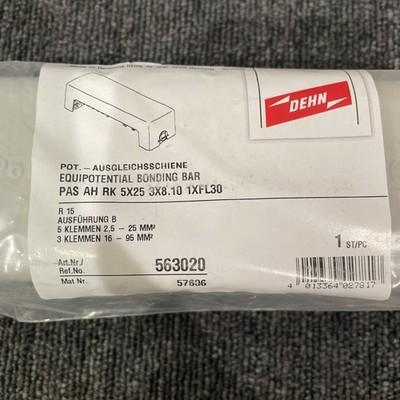 DEHN
POT.-AUSGLEICHSSCHIENE
EQUIPOTENTIAL BONDING BAR
PAS AH RK 5X25 3X8.10 1XFL30
R 15
AUSFÜHRUNG B
5 KLEMMEN 2,5 - 25 MM²
3 KLEMMEN 16 - 95 MM²
1 ST/PC
Art.Nr./
Ref.No. 563020
Mat Nr. 57636
4 013364 027817